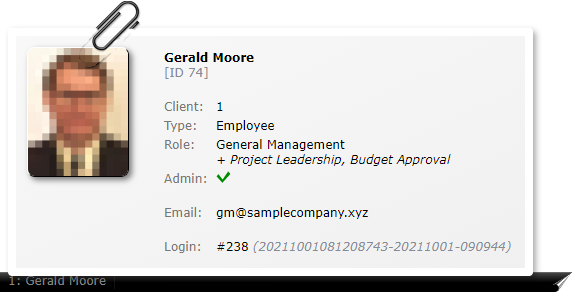 Gerald Moore
[ID 74]
Client: 1
Type: Employee
Role: General Management
+ Project Leadership, Budget Approval
Admin:
Email: gm@samplecompany.xyz
Login: #238 (20211001081208743-20211001-090944)
1: Gerald Moore